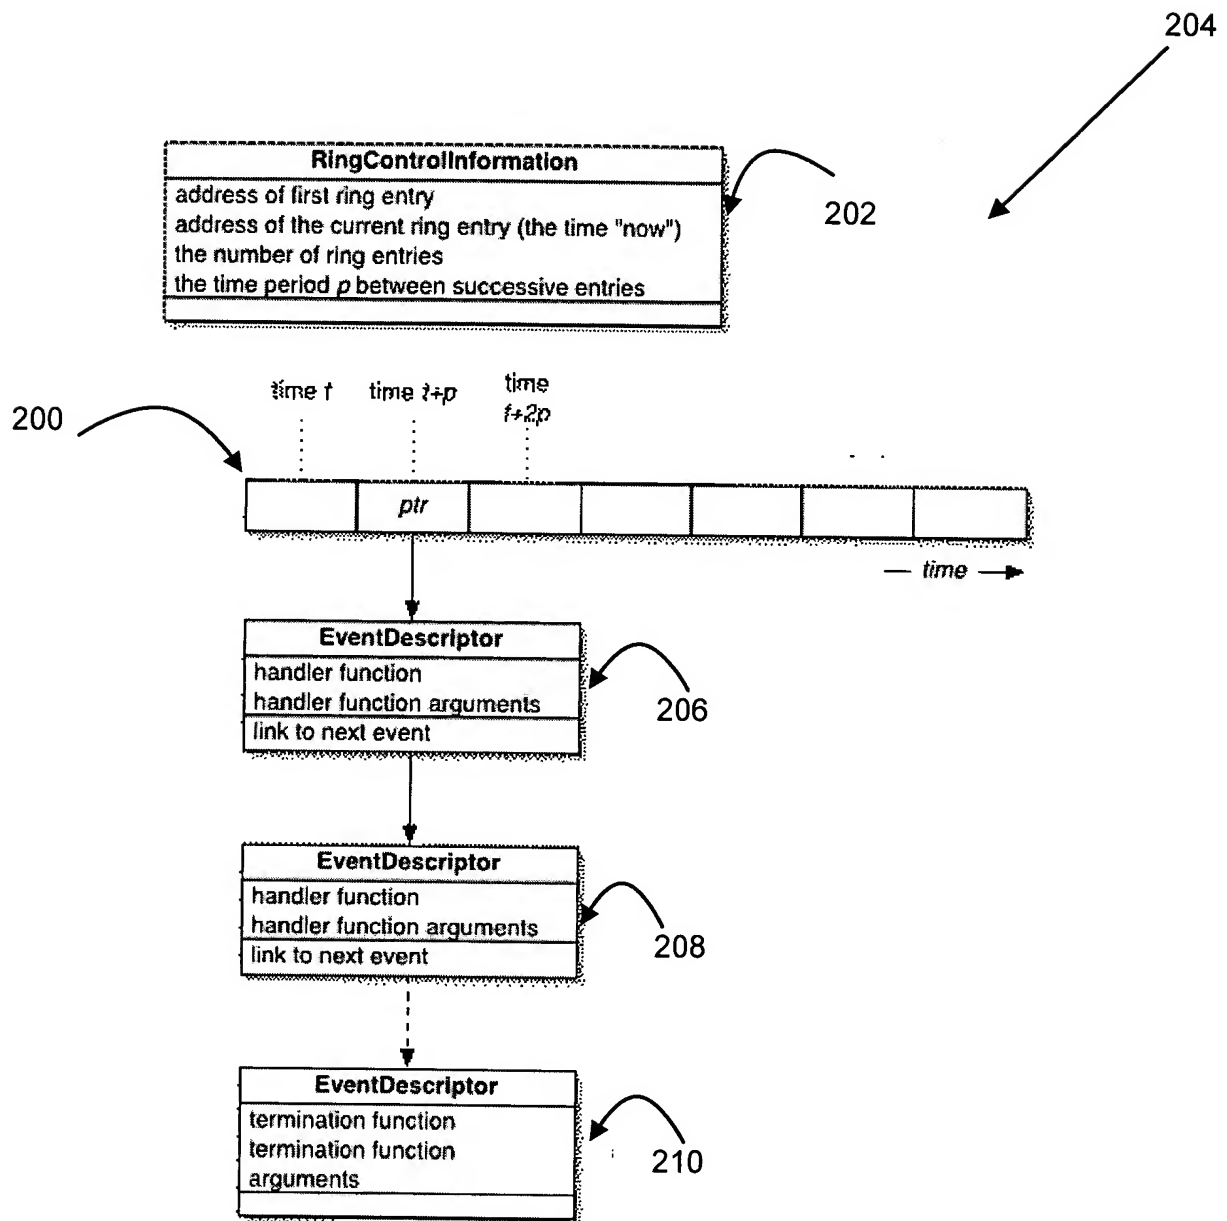 204
RingControlInformation
address of first ring entry
address of the current ring entry (the time "now")
the number of ring entries
the time period p between successive entries
202
time t
time t+p
time
t+2p
200
ptr
time
EventDescriptor
handler function
handler function arguments
link to next event
206
EventDescriptor
handler function
handler function arguments
link to next event
208
EventDescriptor
termination function
termination function
arguments
210